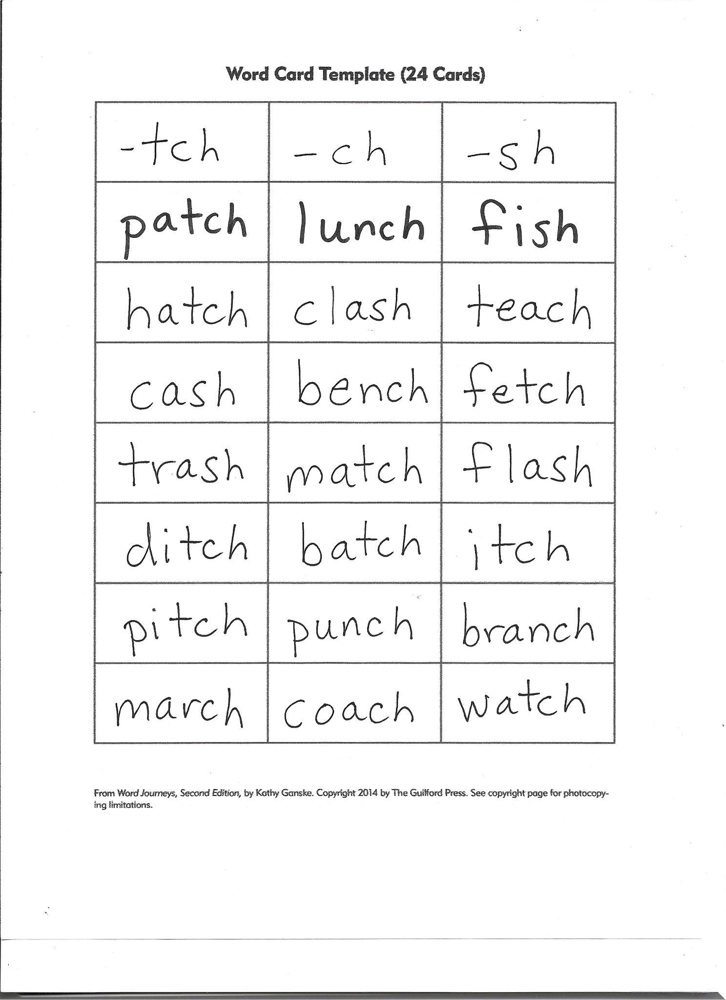 Word Card Template (24 Cards)
-tch -ch -sh
patch lunch fish
hatch clash teach
cash bench fetch
trash match flash
ditch batch itch
pitch punch branch
march coach watch
From Word Journeys, Second Edition, by Kathy Ganske. Copyright 2014 by The Guilford Press. See copyright page for photocopy-
ing limitations.